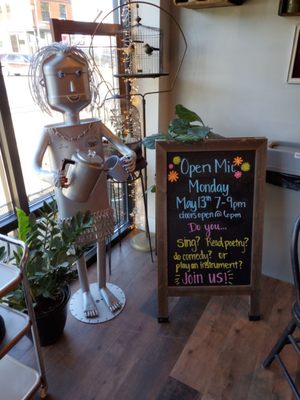 Open Mic
Monday
May 13th 7-9pm
doors open @ 6pm
Do you...
sing? Read poetry?
do comedy? or
play an instrument?
Join us!